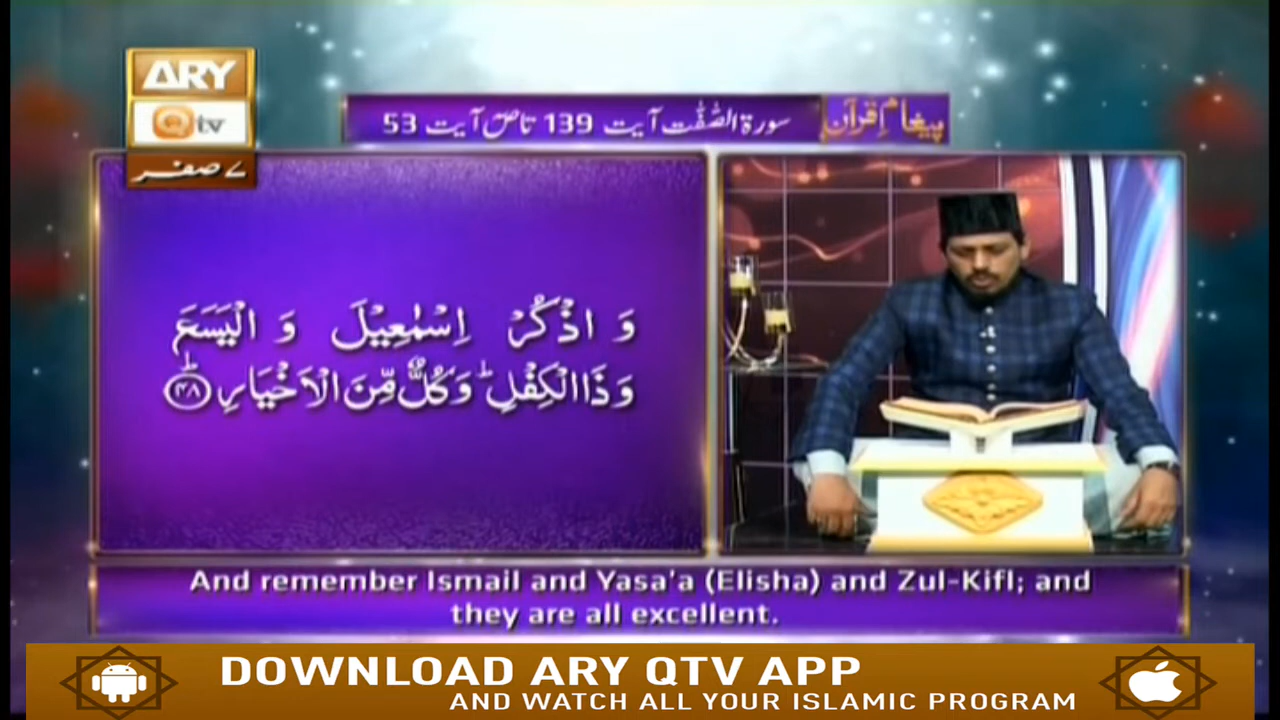 ARY
Qtv
۷ صفر
پیغامِ قرآن
سورۃ الصّٰفّٰت آیت 139 تا صٓ آیت 53
وَ اذْكُرْ اِسْمٰعِیْلَ وَ الْیَسَعَ
وَ ذَا الْكِفْلِؕ وَ كُلٌّ مِّنَ الْاَخْیَارِؕ ﴿۴۸﴾
And remember Ismail and Yasa'a (Elisha) and Zul-Kifl; and
they are all excellent.
DOWNLOAD ARY QTV APP
AND WATCH ALL YOUR ISLAMIC PROGRAM